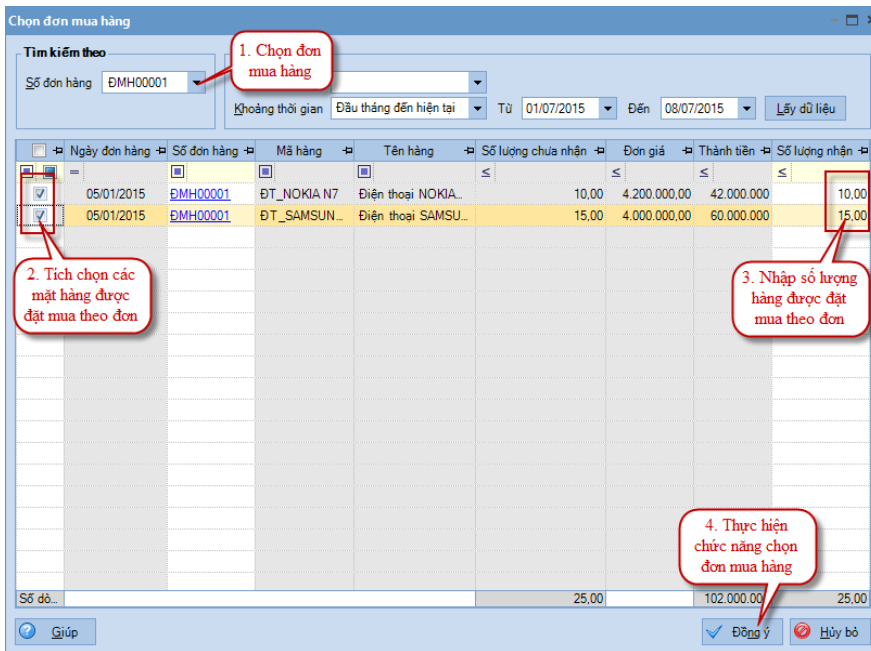 Chọn đơn mua hàng
Tìm kiếm theo
Số đơn hàng ĐMH00001
1. Chọn đơn
mua hàng
Khoảng thời gian Đầu tháng đến hiện tại Từ 01/07/2015 Đến 08/07/2015 Lấy dữ liệu
Ngày đơn hàng Số đơn hàng Mã hàng Tên hàng Số lượng chưa nhận Đơn giá Thành tiền Số lượng nhận
= ≤ ≤ ≤ ≤
05/01/2015 ĐMH00001 ĐT_NOKIA N7 Điện thoại NOKIA... 10,00 4.200.000,00 42.000.000 10,00
05/01/2015 ĐMH00001 ĐT_SAMSUN... Điện thoại SAMSU... 15,00 4.000.000,00 60.000.000 15,00
2. Tích chọn các
mặt hàng được
đặt mua theo đơn
3. Nhập số lượng
hàng được đặt
mua theo đơn
4. Thực hiện
chức năng chọn
đơn mua hàng
Số dò... 25,00 102.000.00 25,00
Giúp Đồng ý Hủy bỏ